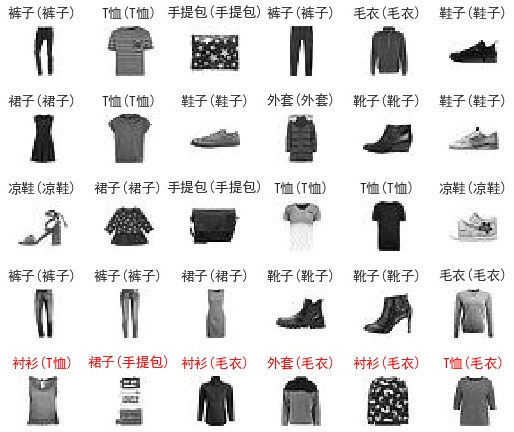 裤子(裤子) T恤(T恤) 手提包(手提包) 裤子(裤子) 毛衣(毛衣) 鞋子(鞋子)
裙子(裙子) T恤(T恤) 鞋子(鞋子) 外套(外套) 靴子(靴子) 鞋子(鞋子)
凉鞋(凉鞋) 裙子(裙子) 手提包(手提包) T恤(T恤) T恤(T恤) 凉鞋(凉鞋)
裤子(裤子) 裤子(裤子) 裙子(裙子) 靴子(靴子) 靴子(靴子) 毛衣(毛衣)
衬衫(T恤) 裙子(手提包) 衬衫(毛衣) 外套(毛衣) 衬衫(毛衣) T恤(毛衣)